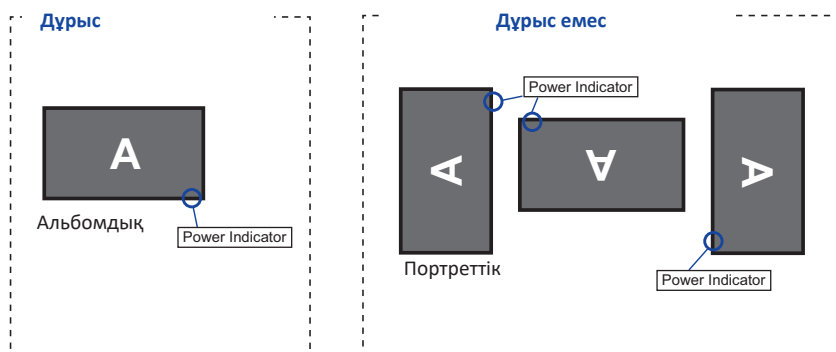 Дұрыс
A
Альбомдық
Power Indicator
Дұрыс емес
Power Indicator
A
A
A
Портреттік
Power Indicator